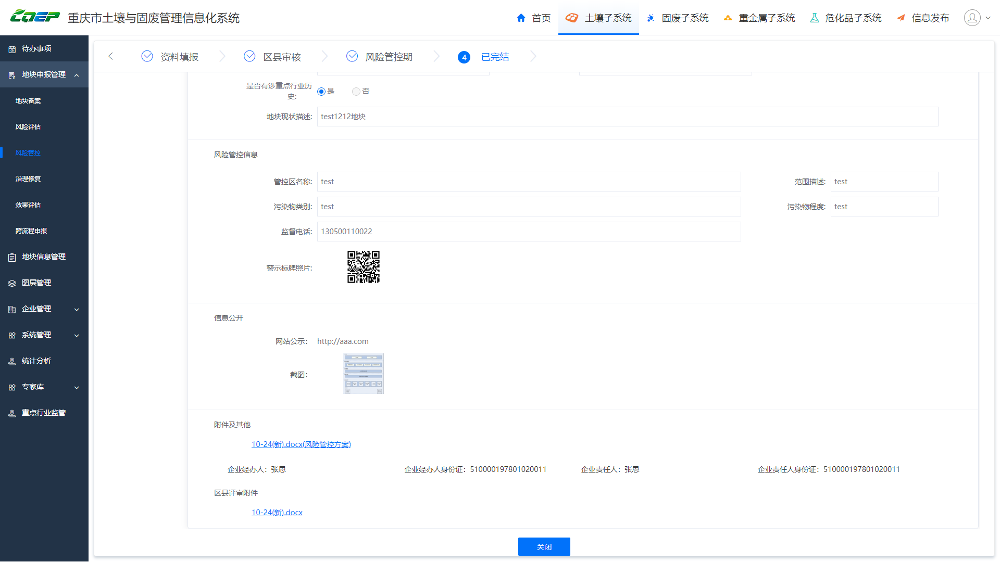 CQEP 重庆市土壤与固废管理信息化系统
首页 土壤子系统 固废子系统 重金属子系统 危化品子系统 信息发布
待办事项
地块申报管理
地块备案
风险评估
风险管控
治理修复
效果评估
跨流程申报
地块信息管理
图层管理
企业管理
系统管理
统计分析
专家库
重点行业监管
资料填报 区县审核 风险管控期 4 已完结
是否有涉重点行业历
史: 是 否
地块现状描述: test1212地块
风险管控信息
管控区名称: test 范围描述: test
污染物类别: test 污染物程度: test
监督电话: 130500110022
警示标牌照片:
信息公开
网站公示: http://aaa.com
截图:
附件及其他
10-24(新).docx(风险管控方案)
企业经办人：张思 企业经办人身份证：510000197801020011 企业责任人：张思 企业责任人身份证：510000197801020011
区县评审附件
10-24(新).docx
关闭